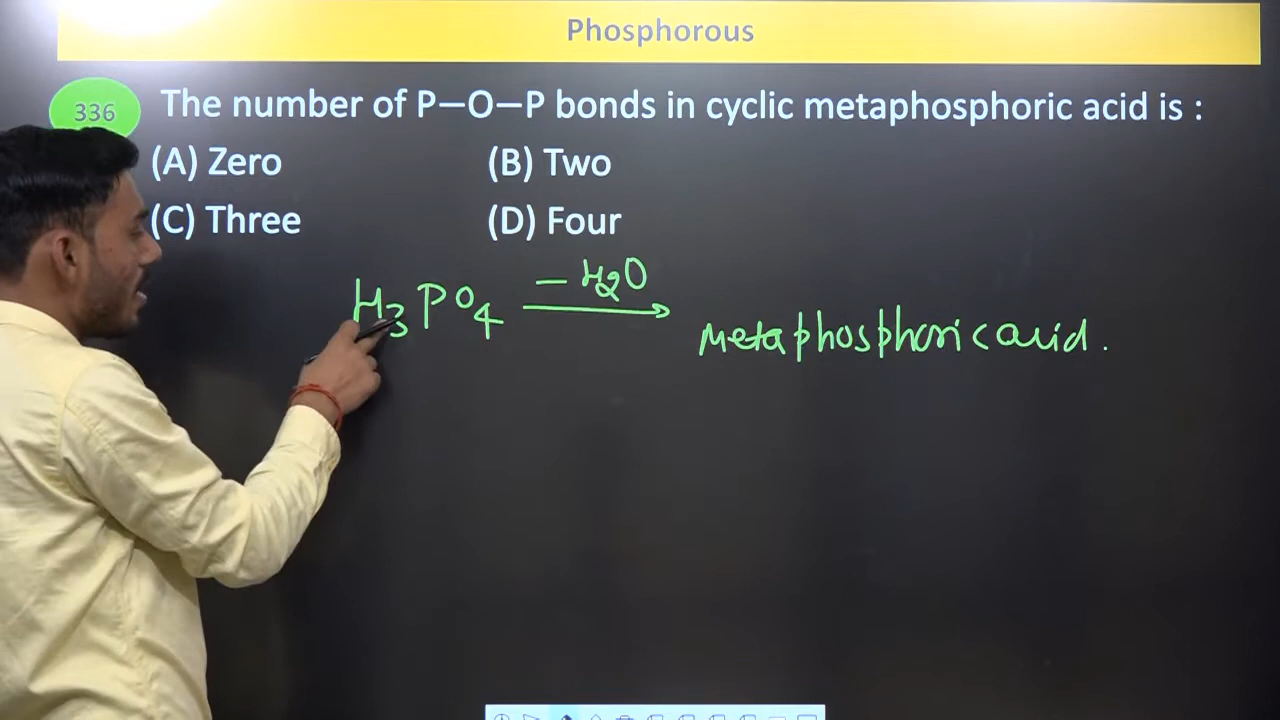 Phosphorous
336 The number of P–O–P bonds in cyclic metaphosphoric acid is :
(A) Zero (B) Two
(C) Three (D) Four
H3PO4 —H2O→ Metaphosphoric acid.